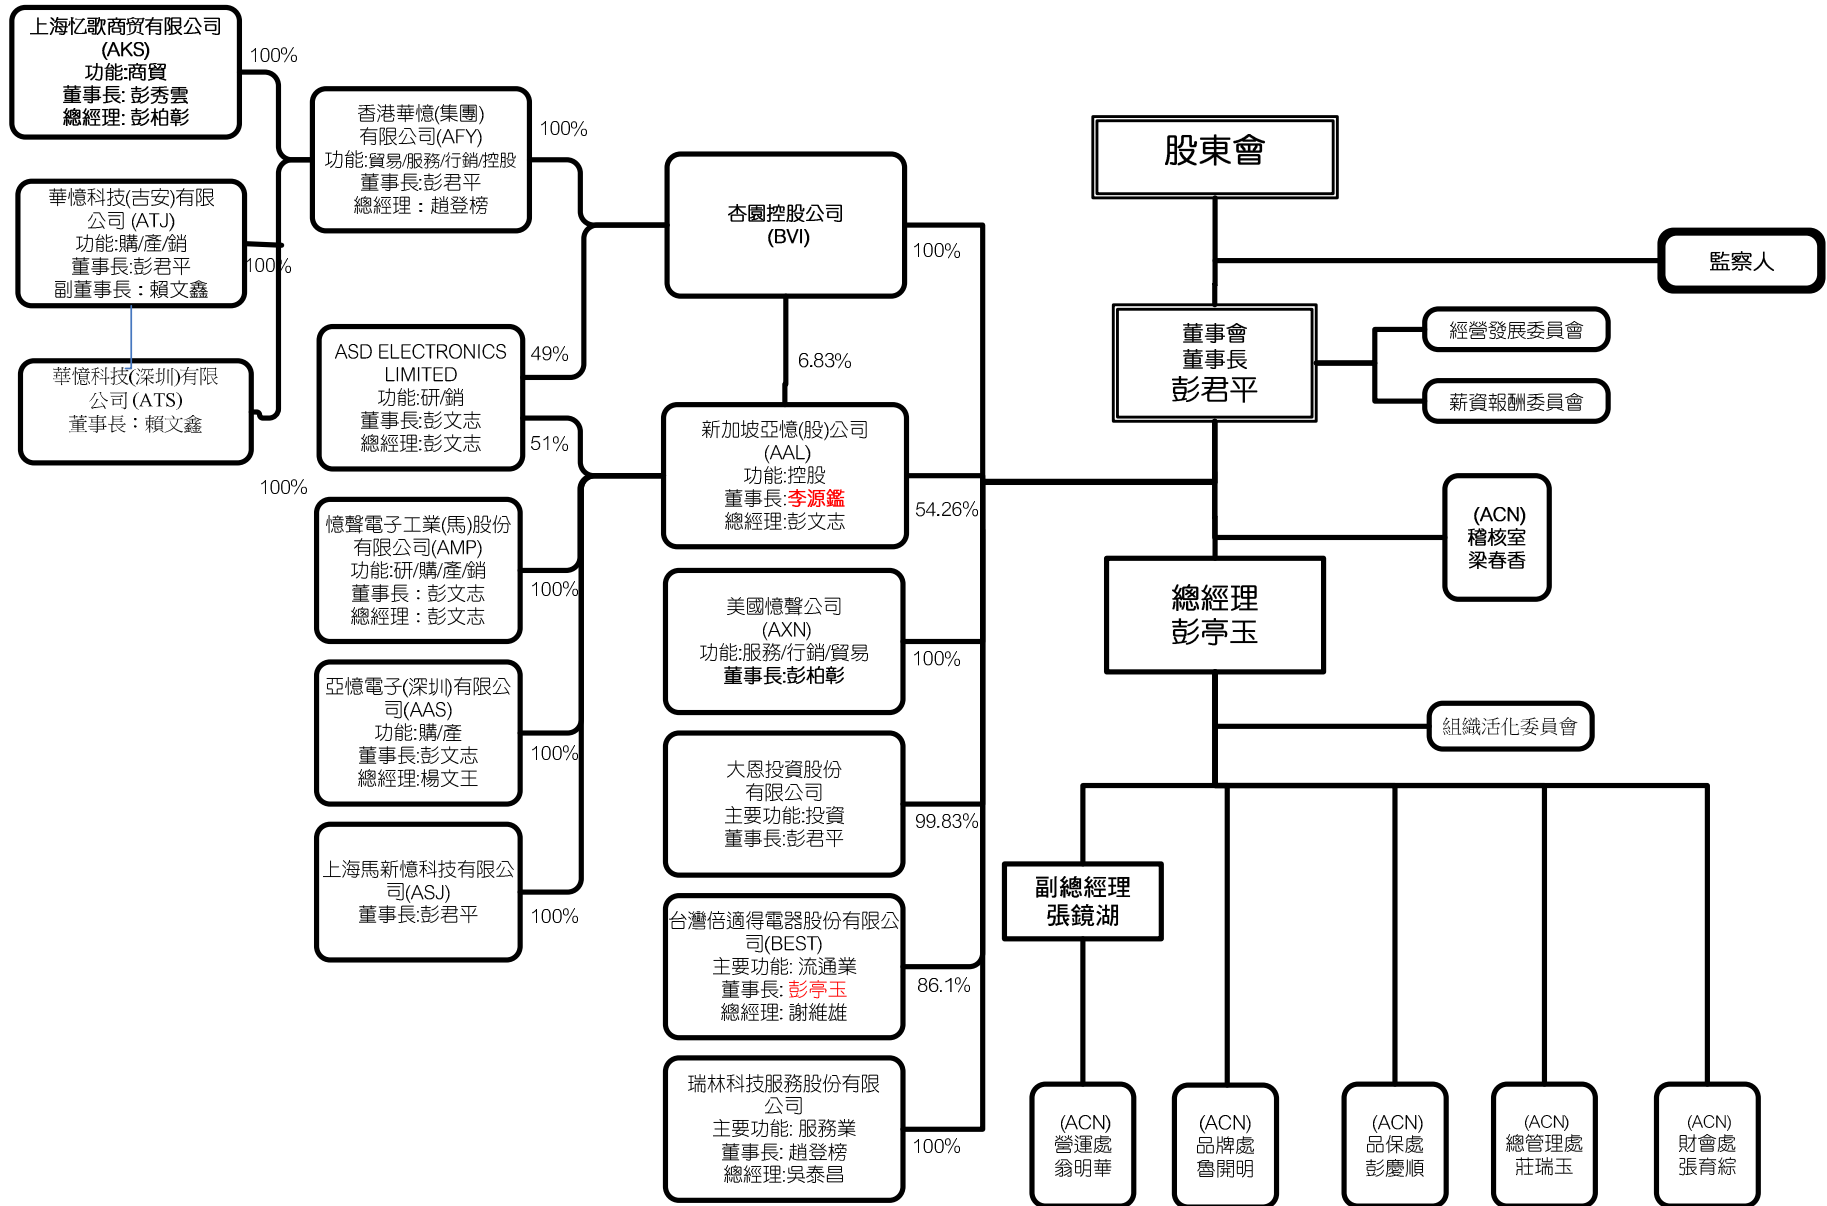 上海忆歌商贸有限公司
(AKS)
功能:商貿
董事長: 彭秀雲
總經理: 彭柏彰
100%
華憶科技(吉安)有限
公司 (ATJ)
功能:購/產/銷
董事長:彭君平
副董事長：賴文鑫
100%
華憶科技(深圳)有限
公司 (ATS)
董事長：賴文鑫
100%
香港華憶(集團)
有限公司(AFY)
功能:貿易/服務/行銷/控股
董事長:彭君平
總經理：趙登榜
100%
ASD ELECTRONICS
LIMITED
功能:研/銷
董事長:彭文志
總經理:彭文志
49%
51%
憶聲電子工業(馬)股份
有限公司(AMP)
功能:研/購/產/銷
董事長：彭文志
總經理：彭文志
100%
亞憶電子(深圳)有限公
司(AAS)
功能:購/產
董事長:彭文志
總經理:楊文王
100%
上海馬新憶科技有限公
司(ASJ)
董事長:彭君平
100%
杏園控股公司
(BVI)
100%
6.83%
新加坡亞憶(股)公司
(AAL)
功能:控股
董事長:李源鑑
總經理:彭文志
54.26%
美國憶聲公司
(AXN)
功能:服務/行銷/貿易
董事長:彭柏彰
100%
大恩投資股份
有限公司
主要功能:投資
董事長:彭君平
99.83%
台灣倍適得電器股份有限公
司(BEST)
主要功能: 流通業
董事長: 彭亭玉
總經理: 謝維雄
86.1%
瑞林科技服務股份有限
公司
主要功能: 服務業
董事長: 趙登榜
總經理:吳泰昌
100%
股東會
監察人
董事會
董事長
彭君平
經營發展委員會
薪資報酬委員會
(ACN)
稽核室
梁春香
總經理
彭亭玉
組織活化委員會
副總經理
張鏡湖
(ACN)
營運處
翁明華
(ACN)
品牌處
魯開明
(ACN)
品保處
彭慶順
(ACN)
總管理處
莊瑞玉
(ACN)
財會處
張育綜